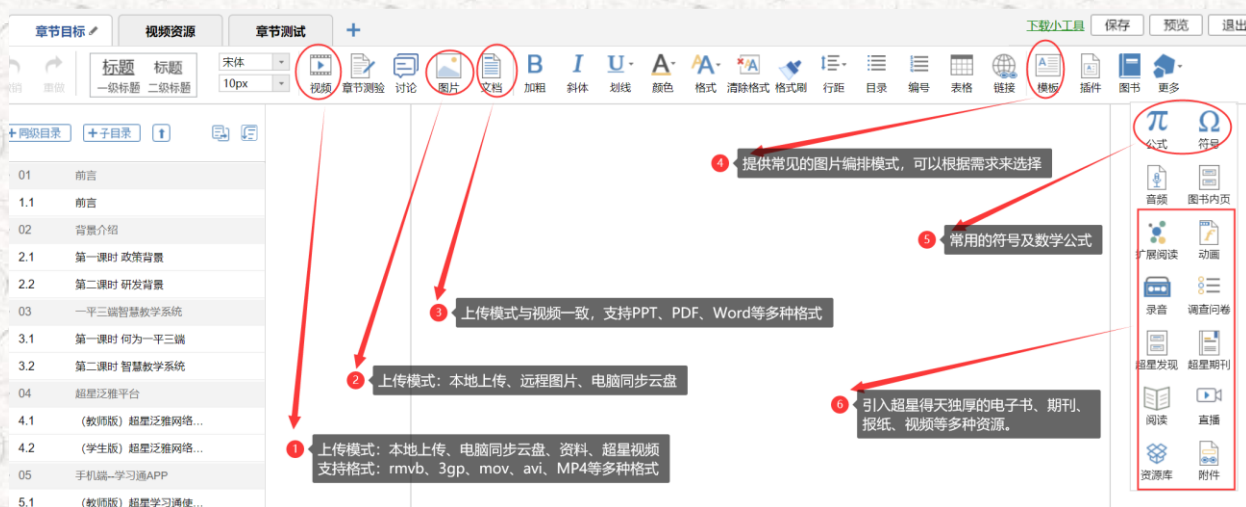 章节目标
视频资源
章节测试
下载小工具
保存
预览
退出
撤销
重做
标题 标题
一级标题 二级标题
宋体
10px
视频
章节测验
讨论
图片
文档
B
加粗
I
斜体
U
划线
A
颜色
格式
清除格式
格式刷
行距
目录
编号
表格
链接
模板
插件
图书
更多
+同级目录
+子目录
01 前言
1.1 前言
02 背景介绍
2.1 第一课时 政策背景
2.2 第二课时 研发背景
03 一平三端智慧教学系统
3.1 第一课时 何为一平三端
3.2 第二课时 智慧教学系统
04 超星泛雅平台
4.1 （教师版）超星泛雅网络...
4.2 （学生版）超星泛雅网络...
05 手机端--学习通APP
5.1 （教师版）超星学习通使...
1 上传模式：本地上传、电脑同步云盘、资料、超星视频
支持格式：rmvb、3gp、mov、avi、MP4等多种格式
2 上传模式：本地上传、远程图片、电脑同步云盘
3 上传模式与视频一致，支持PPT、PDF、Word等多种格式
4 提供常见的图片编排模式，可以根据需求来选择
5 常用的符号及数学公式
6 引入超星得天独厚的电子书、期刊、
报纸、视频等多种资源。
π Ω
公式 符号
音频 图书内页
扩展阅读 动画
录音 调查问卷
超星发现 超星期刊
阅读 直播
资源库 附件